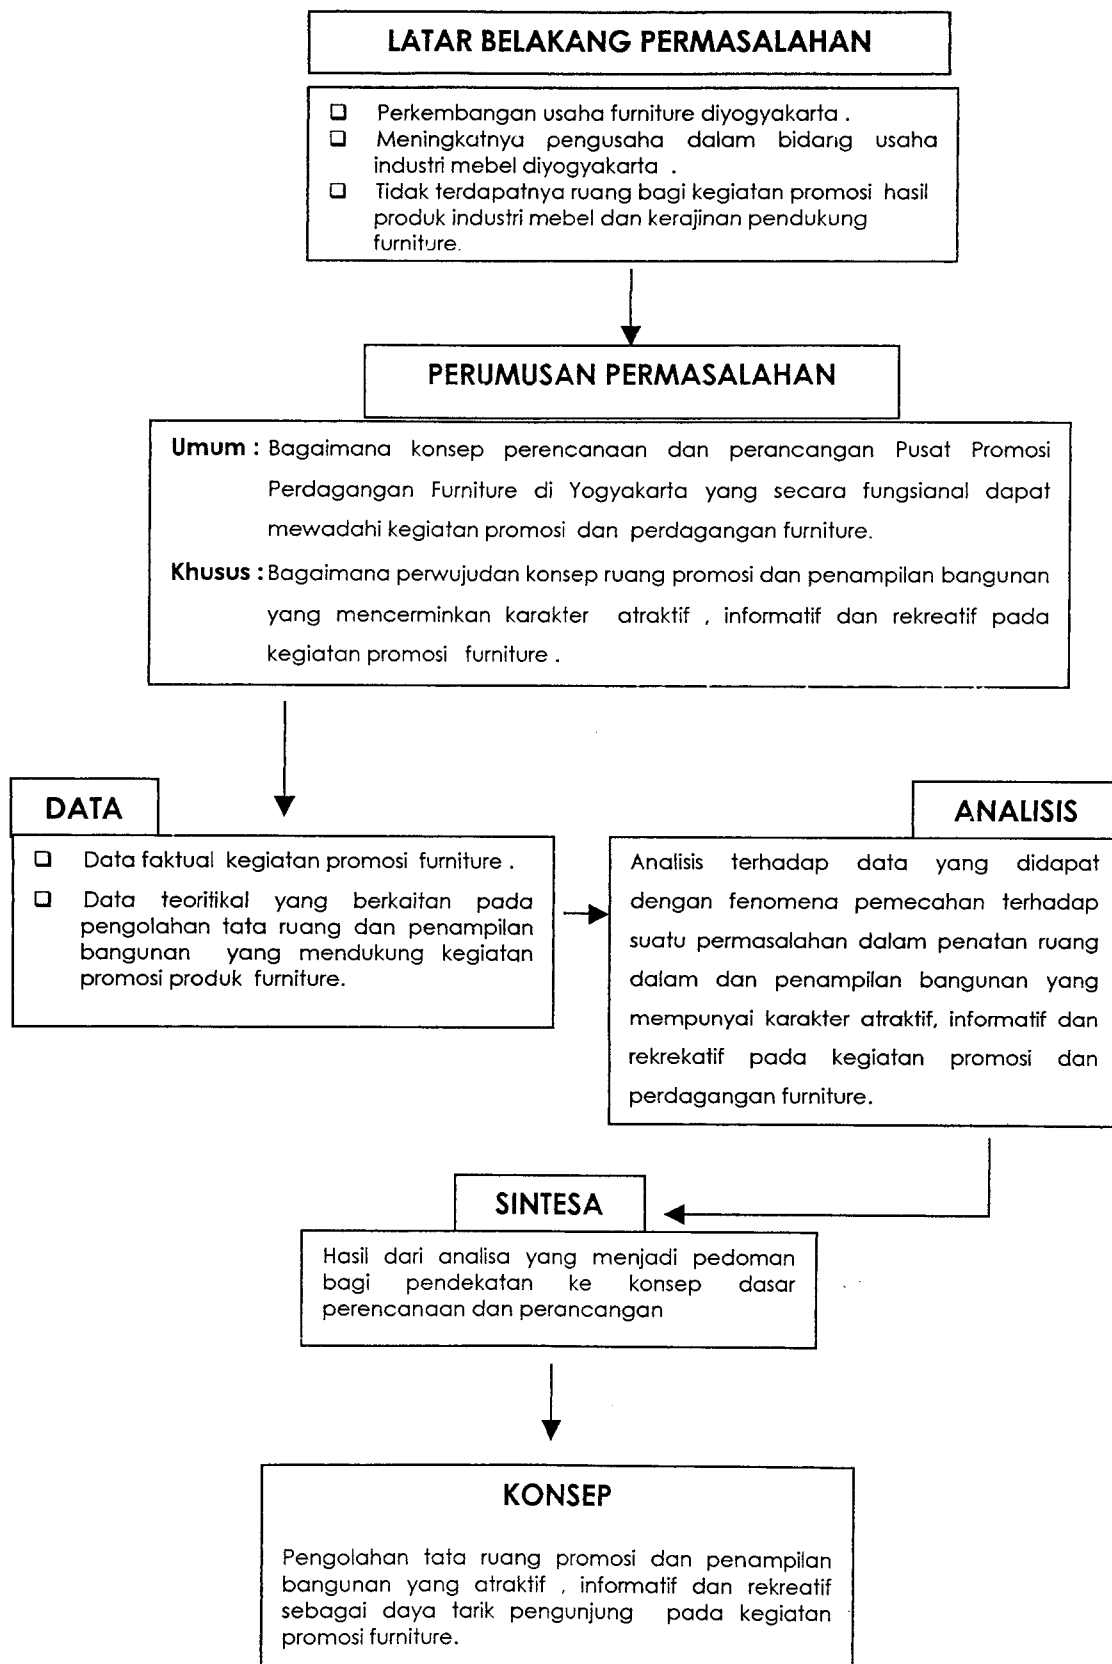 LATAR BELAKANG PERMASALAHAN
❑ Perkembangan usaha furniture diyogyakarta .
❑ Meningkatnya pengusaha dalam bidang usaha
industri mebel diyogyakarta .
❑ Tidak terdapatnya ruang bagi kegiatan promosi hasil
produk industri mebel dan kerajinan pendukung
furniture.
PERUMUSAN PERMASALAHAN
Umum : Bagaimana konsep perencanaan dan perancangan Pusat Promosi
Perdagangan Furniture di Yogyakarta yang secara fungsianal dapat
mewadahi kegiatan promosi dan perdagangan furniture.
Khusus : Bagaimana perwujudan konsep ruang promosi dan penampilan bangunan
yang mencerminkan karakter atraktif , informatif dan rekreatif pada
kegiatan promosi furniture .
DATA
❑ Data faktual kegiatan promosi furniture .
❑ Data teoritikal yang berkaitan pada
pengolahan tata ruang dan penampilan
bangunan yang mendukung kegiatan
promosi produk furniture.
ANALISIS
Analisis terhadap data yang didapat
dengan fenomena pemecahan terhadap
suatu permasalahan dalam penatan ruang
dalam dan penampilan bangunan yang
mempunyai karakter atraktif, informatif dan
rekrekatif pada kegiatan promosi dan
perdagangan furniture.
SINTESA
Hasil dari analisa yang menjadi pedoman
bagi pendekatan ke konsep dasar
perencanaan dan perancangan
KONSEP
Pengolahan tata ruang promosi dan penampilan
bangunan yang atraktif , informatif dan rekreatif
sebagai daya tarik pengunjung pada kegiatan
promosi furniture.